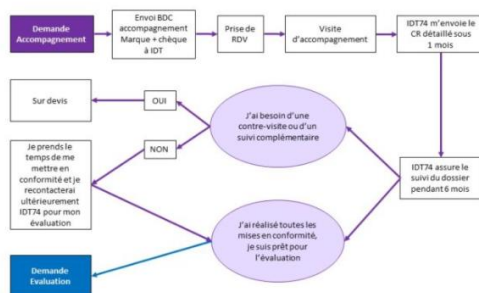 Demande
Accompagnement
Envoi BDC
accompagnement
Marque + chèque
à IDT
Prise de
RDV
Visite
d'accompagnement
IDT74 m'envoie le
CR détaillé sous
1 mois
Sur devis
OUI
J'ai besoin d'une
contre-visite ou d'un
suivi complémentaire
NON
Je prends le
temps de me
mettre en
conformité et je
recontacterai
ultérieurement
IDT74 pour mon
évaluation
IDT74 assure le
suivi du dossier
pendant 6 mois
J'ai réalisé toutes les
mises en conformité,
je suis prêt pour
l'évaluation
Demande
Evaluation